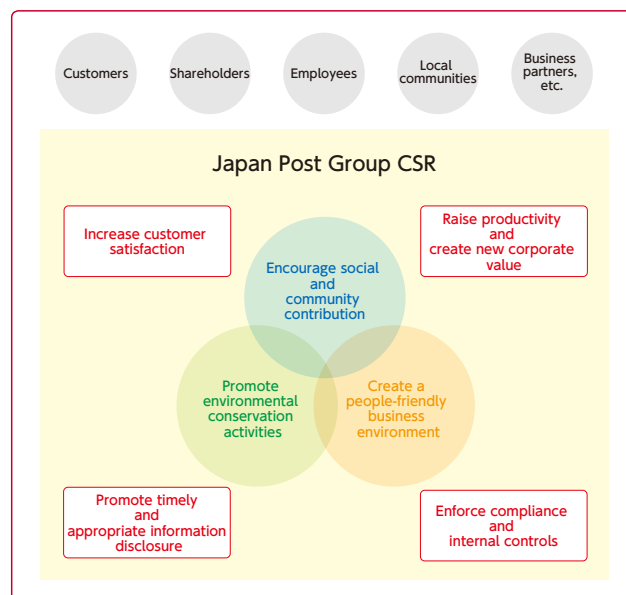 Customers
Shareholders
Employees
Local
communities
Business
partners,
etc.
Japan Post Group CSR
Increase customer
satisfaction
Raise productivity
and
create new corporate
value
Encourage social
and
community
contribution
Promote
environmental
conservation
activities
Create a
people-friendly
business
environment
Promote timely
and
appropriate information
disclosure
Enforce compliance
and
internal controls